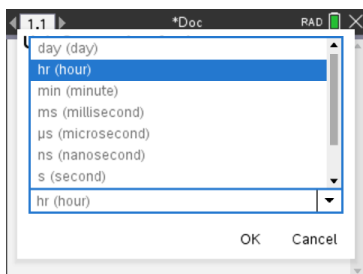 1.1 *Doc RAD
day (day)
hr (hour)
min (minute)
ms (millisecond)
µs (microsecond)
ns (nanosecond)
s (second)
hr (hour)
OK Cancel